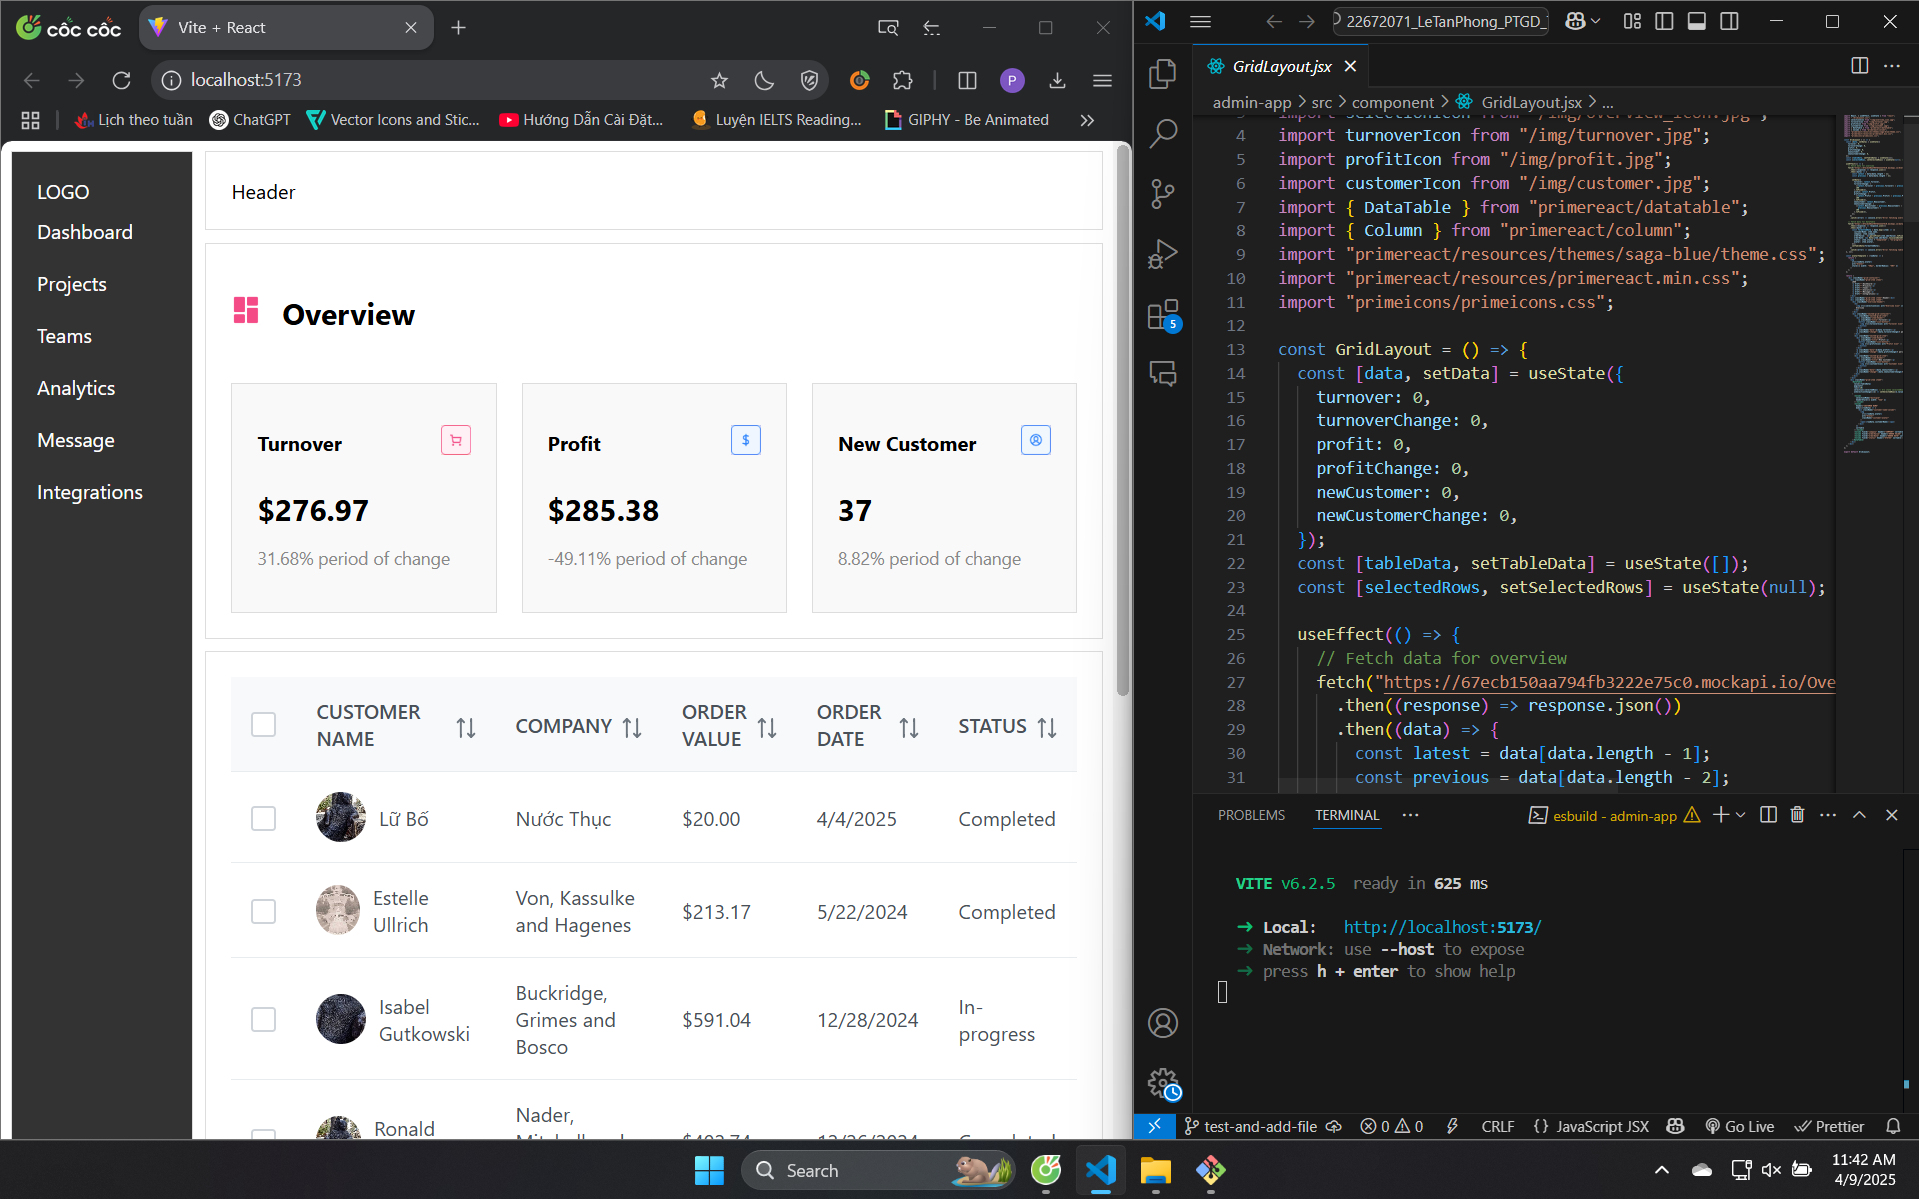 cốc cốc
Vite + React
localhost:5173
P
Lịch theo tuần
ChatGPT
Vector Icons and Stic...
Hướng Dẫn Cài Đặt...
Luyện IELTS Reading...
GIPHY - Be Animated
LOGO
Dashboard
Projects
Teams
Analytics
Message
Integrations
Header
Overview
Turnover
$276.97
31.68% period of change
Profit
$
$285.38
-49.11% period of change
New Customer
37
8.82% period of change
CUSTOMER NAME
COMPANY
ORDER VALUE
ORDER DATE
STATUS
Lữ Bố
Nước Thục
$20.00
4/4/2025
Completed
Estelle Ullrich
Von, Kassulke and Hagenes
$213.17
5/22/2024
Completed
Isabel Gutkowski
Buckridge, Grimes and Bosco
$591.04
12/28/2024
In-progress
Ronald
Nader,
22672071_LeTanPhong_PTGD_
GridLayout.jsx
admin-app > src > component > GridLayout.jsx > ...
3 import selectionIcon from "/img/overview_icon.jpg";
4 import turnoverIcon from "/img/turnover.jpg";
5 import profitIcon from "/img/profit.jpg";
6 import customerIcon from "/img/customer.jpg";
7 import { DataTable } from "primereact/datatable";
8 import { Column } from "primereact/column";
9 import "primereact/resources/themes/saga-blue/theme.css";
10 import "primereact/resources/primereact.min.css";
11 import "primeicons/primeicons.css";
12
13 const GridLayout = () => {
14 const [data, setData] = useState({
15 turnover: 0,
16 turnoverChange: 0,
17 profit: 0,
18 profitChange: 0,
19 newCustomer: 0,
20 newCustomerChange: 0,
21 });
22 const [tableData, setTableData] = useState([]);
23 const [selectedRows, setSelectedRows] = useState(null);
24
25 useEffect(() => {
26 // Fetch data for overview
27 fetch("https://67ecb150aa794fb3222e75c0.mockapi.io/Ove
28 .then((response) => response.json())
29 .then((data) => {
30 const latest = data[data.length - 1];
31 const previous = data[data.length - 2];
5
PROBLEMS
TERMINAL
esbuild - admin-app
VITE v6.2.5 ready in 625 ms
➜ Local: http://localhost:5173/
➜ Network: use --host to expose
➜ press h + enter to show help
test-and-add-file
0
0
CRLF
{} JavaScript JSX
Go Live
Prettier
Search
11:42 AM
4/9/2025